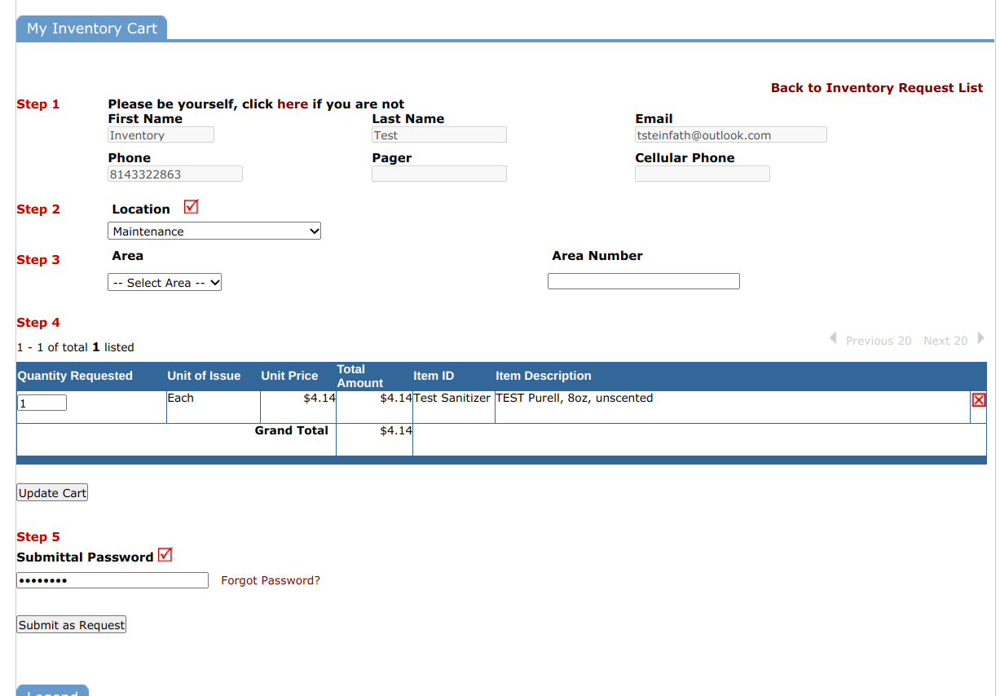 My Inventory Cart
Back to Inventory Request List
Step 1
Please be yourself, click here if you are not
First Name Last Name Email
Inventory Test tsteinfath@outlook.com
Phone Pager Cellular Phone
8143322863
Step 2 Location
Maintenance
Step 3 Area Area Number
-- Select Area --
Step 4
1 - 1 of total 1 listed Previous 20 Next 20
Quantity Requested Unit of Issue Unit Price Total Amount Item ID Item Description
1 Each $4.14 $4.14 Test Sanitizer TEST Purell, 8oz, unscented
Grand Total $4.14
Update Cart
Step 5
Submittal Password
•••••••• Forgot Password?
Submit as Request
Legend